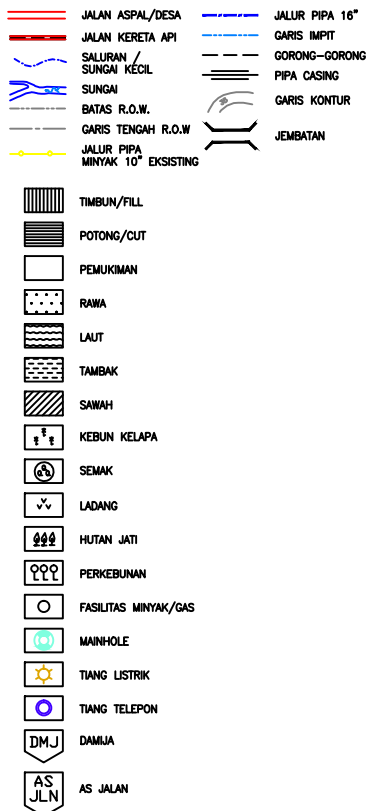 JALAN ASPAL/DESA
JALAN KERETA API
SALURAN /
SUNGAI KECIL
SUNGAI
BATAS R.O.W.
GARIS TENGAH R.O.W
JALUR PIPA
MINYAK 10" EKSISTING
JALUR PIPA 16"
GARIS IMPIT
GORONG-GORONG
PIPA CASING
GARIS KONTUR
JEMBATAN
TIMBUN/FILL
POTONG/CUT
PEMUKIMAN
RAWA
LAUT
TAMBAK
SAWAH
KEBUN KELAPA
SEMAK
LADANG
HUTAN JATI
PERKEBUNAN
FASILITAS MINYAK/GAS
MAINHOLE
TIANG LISTRIK
TIANG TELEPON
DMJ DAMIJA
AS
JLN AS JALAN